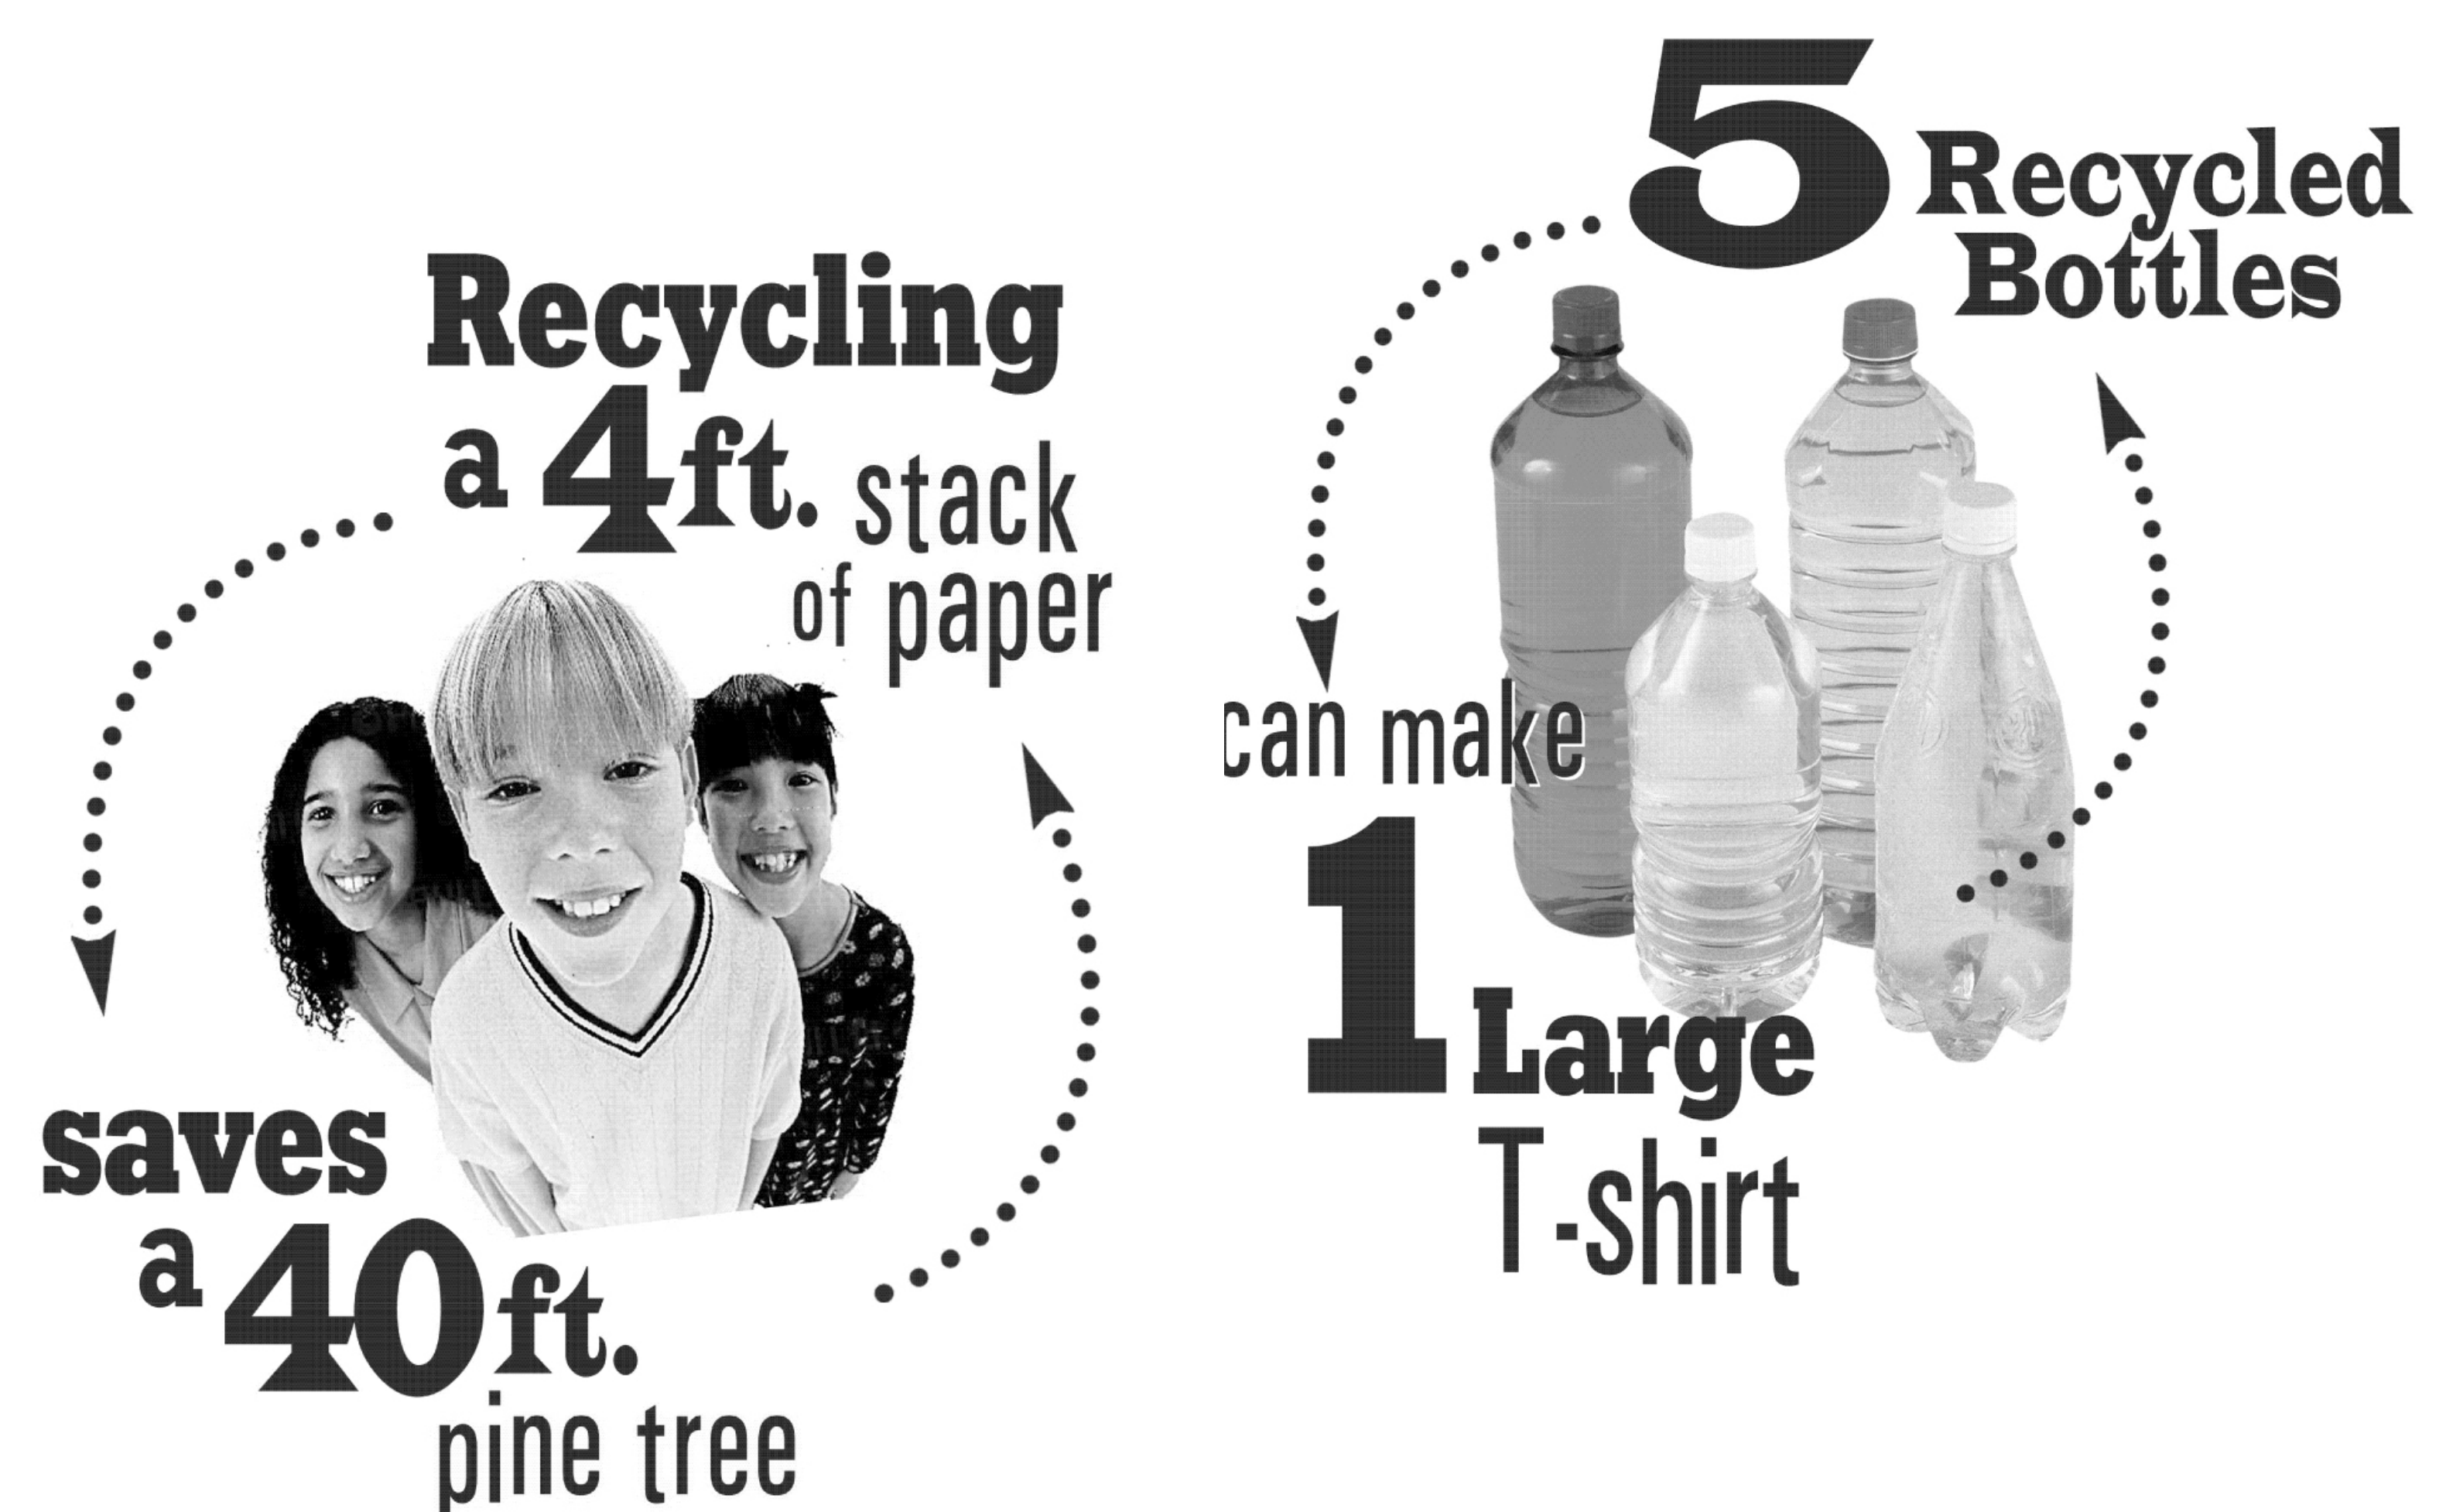 Recycling
a 4ft. stack
of paper
saves
a 40ft.
pine tree
5 Recycled
Bottles
can make
1 Large
T-shirt